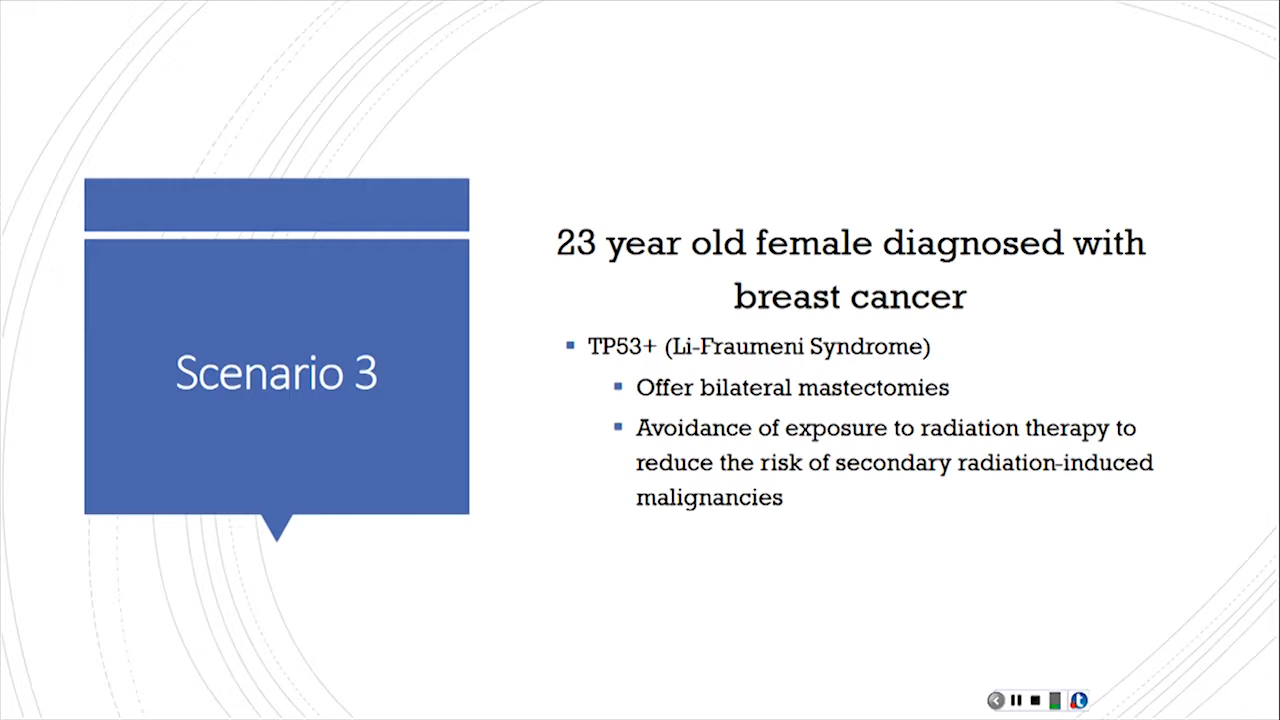 Scenario 3
23 year old female diagnosed with
breast cancer
TP53+ (Li-Fraumeni Syndrome)
Offer bilateral mastectomies
Avoidance of exposure to radiation therapy to
reduce the risk of secondary radiation-induced
malignancies